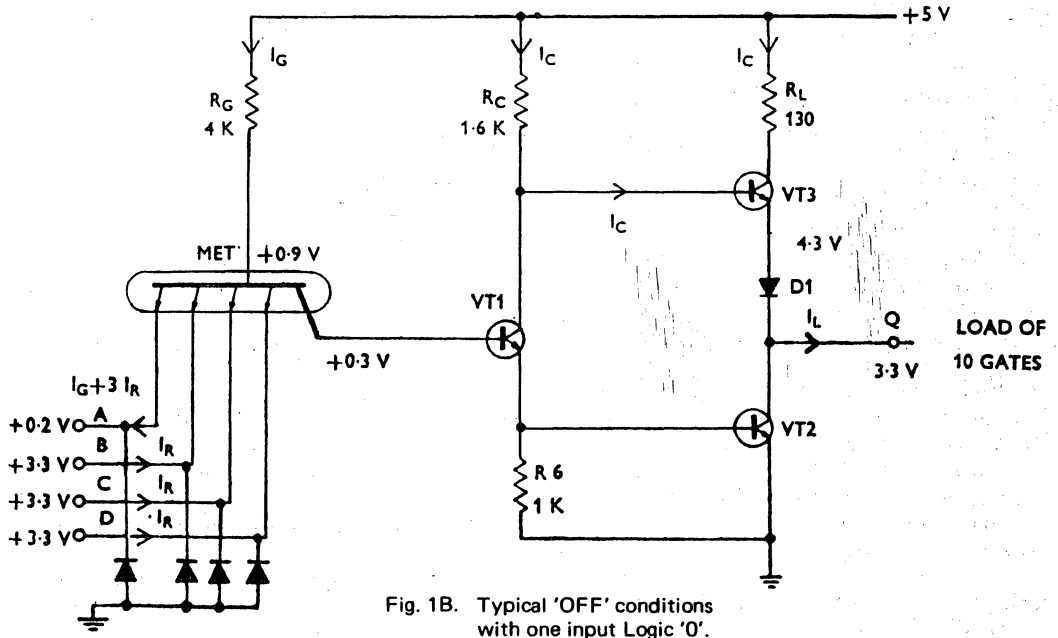 +5 V
I_G
I_C
I_C
R_G
4 K
R_C
1·6 K
R_L
130
VT3
I_C
4·3 V
MET +0·9 V
D1
VT1
I_L
Q
LOAD OF
10 GATES
+0·3 V
3·3 V
I_G+3 I_R
+0·2 V A
VT2
+3·3 V B I_R
+3·3 V C I_R
+3·3 V D I_R
R 6
1 K
Fig. 1B. Typical 'OFF' conditions
with one input Logic '0'.